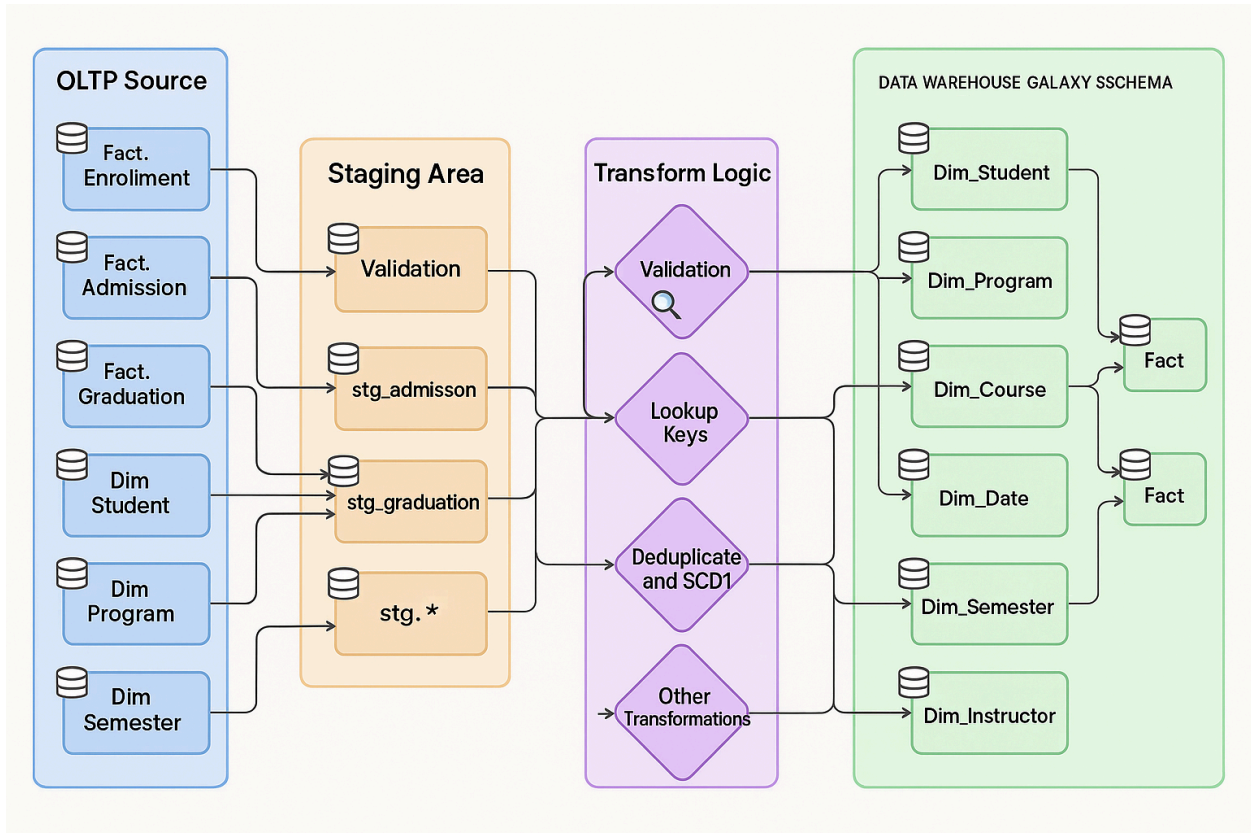 OLTP Source
Fact.
Enroliment
Fact.
Admission
Fact.
Graduation
Dim
Student
Dim
Program
Dim
Semester
Staging Area
Validation
stg_admisson
stg_graduation
stg.*
Transform Logic
Validation
Lookup
Keys
Deduplicate
and SCD1
Other
Transformations
DATA WAREHOUSE GALAXY SSCHEMA
Dim_Student
Dim_Program
Dim_Course
Dim_Date
Dim_Semester
Dim_Instructor
Fact
Fact